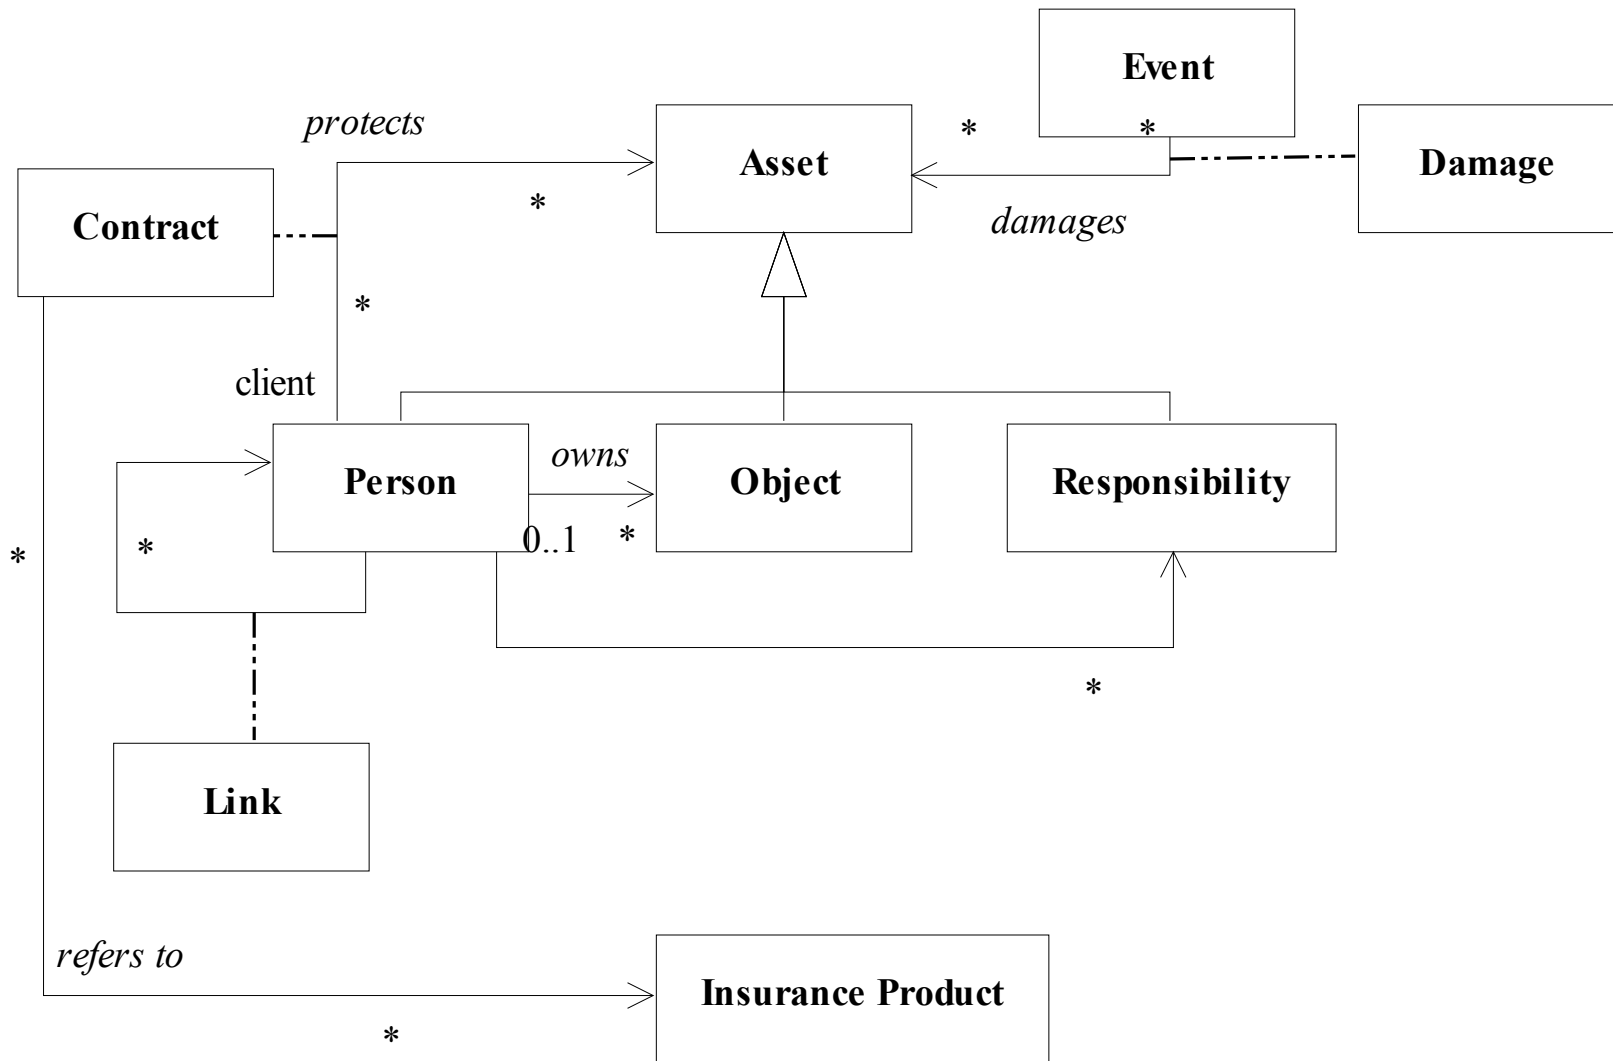 Event
protects
*
*
Asset
Damage
*
Contract
damages
*
client
owns
Person
Object
Responsibility
0..1
*
*
*
*
Link
refers to
Insurance Product
*